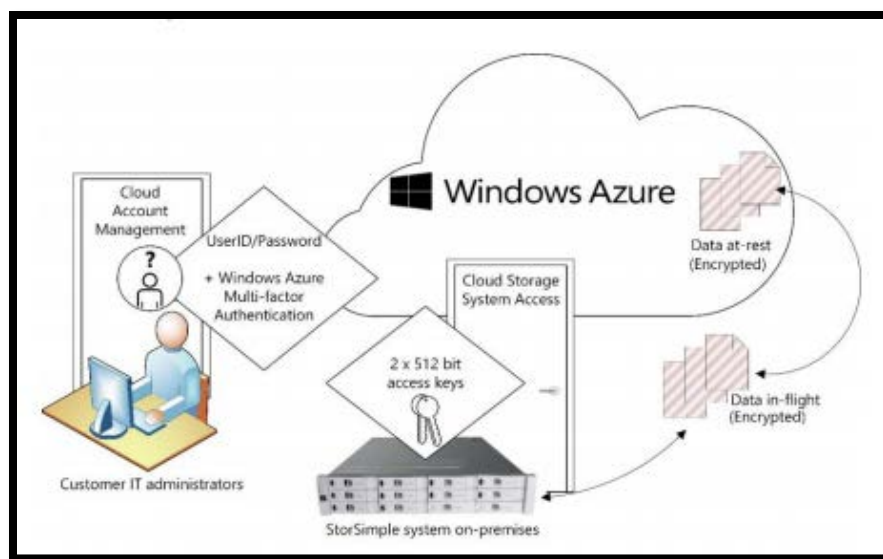 Windows Azure
Cloud
Account
Management
?
UserID/Password
+ Windows Azure
Multi-factor
Authentication
Data at-rest
(Encrypted)
Cloud Storage
System Access
2 x 512 bit
access keys
Data in-flight
(Encrypted)
Customer IT administrators
StorSimple system on-premises